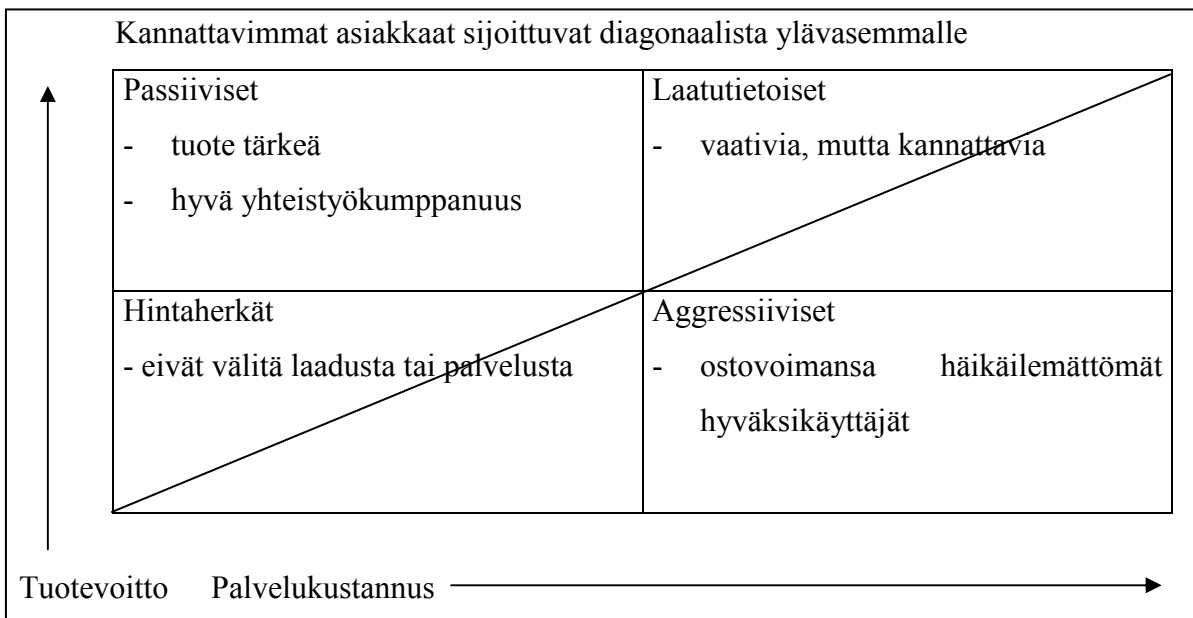 Kannattavimmat asiakkaat sijoittuvat diagonaalista ylävasemmalle
Passiiviset
- tuote tärkeä
- hyvä yhteistyökumppanuus
Laatutietoiset
- vaativia, mutta kannattavia
Hintaherkät
- eivät välitä laadusta tai palvelusta
Aggressiiviset
- ostovoimansa häikäilemättömät
hyväksikäyttäjät
Tuotevoitto Palvelukustannus